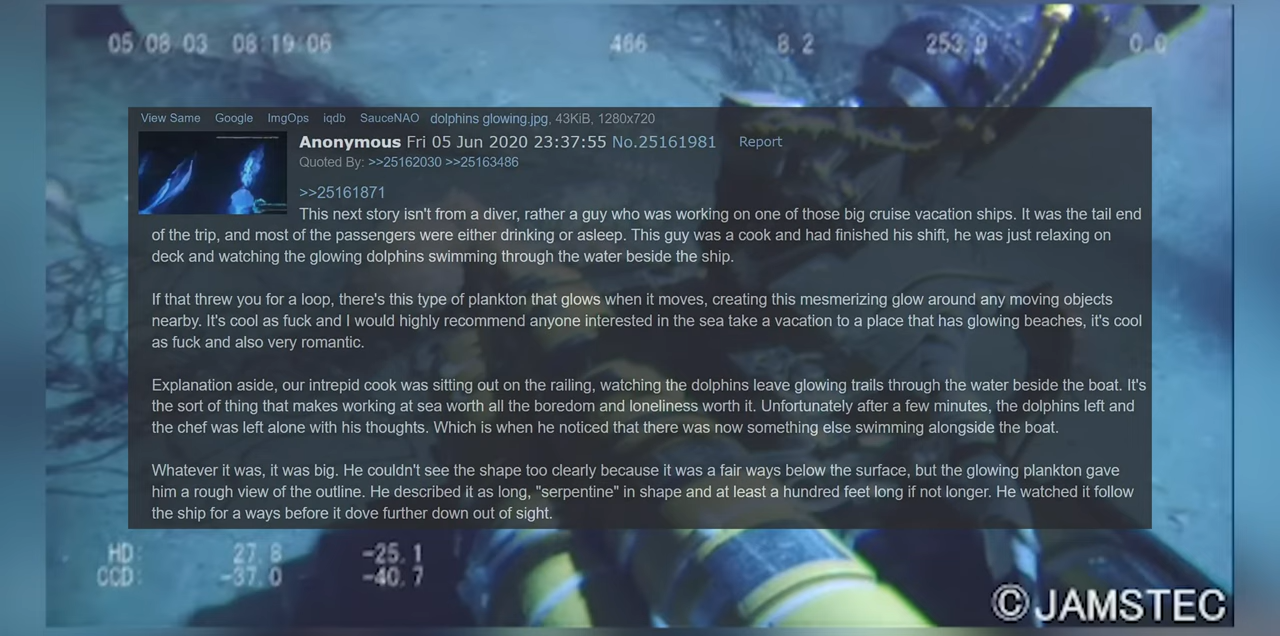 05/08/03 08:19:06 466 8.2 253.9 0.0
View Same Google ImgOps iqdb SauceNAO dolphins glowing.jpg. 43KiB, 1280x720
Anonymous Fri 05 Jun 2020 23:37:55 No.25161981 Report
Quoted By: >>25162030 >>25163486
>>25161871
This next story isn't from a diver, rather a guy who was working on one of those big cruise vacation ships. It was the tail end
of the trip, and most of the passengers were either drinking or asleep. This guy was a cook and had finished his shift, he was just relaxing on
deck and watching the glowing dolphins swimming through the water beside the ship.
If that threw you for a loop, there's this type of plankton that glows when it moves, creating this mesmerizing glow around any moving objects
nearby. It's cool as fuck and I would highly recommend anyone interested in the sea take a vacation to a place that has glowing beaches, it's cool
as fuck and also very romantic.
Explanation aside, our intrepid cook was sitting out on the railing, watching the dolphins leave glowing trails through the water beside the boat. It's
the sort of thing that makes working at sea worth all the boredom and loneliness worth it. Unfortunately after a few minutes, the dolphins left and
the chef was left alone with his thoughts. Which is when he noticed that there was now something else swimming alongside the boat.
Whatever it was, it was big. He couldn't see the shape too clearly because it was a fair ways below the surface, but the glowing plankton gave
him a rough view of the outline. He described it as long, "serpentine" in shape and at least a hundred feet long if not longer. He watched it follow
the ship for a ways before it dove further down out of sight.
HD: 27.8 -25.1
CCD: -37.0 -40.7
©JAMSTEC